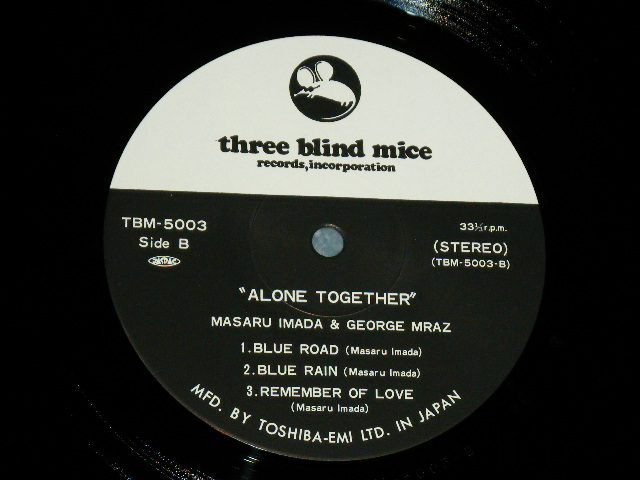 three blind mice
records, incorporation
TBM-5003
33⅓ r.p.m.
Side B
(STEREO)
(TBM-5003-B)
"ALONE TOGETHER"
MASARU IMADA & GEORGE MRAZ
1. BLUE ROAD (Masaru Imada)
2. BLUE RAIN (Masaru Imada)
3. REMEMBER OF LOVE
(Masaru Imada)
MFD. BY TOSHIBA-EMI LTD. IN JAPAN